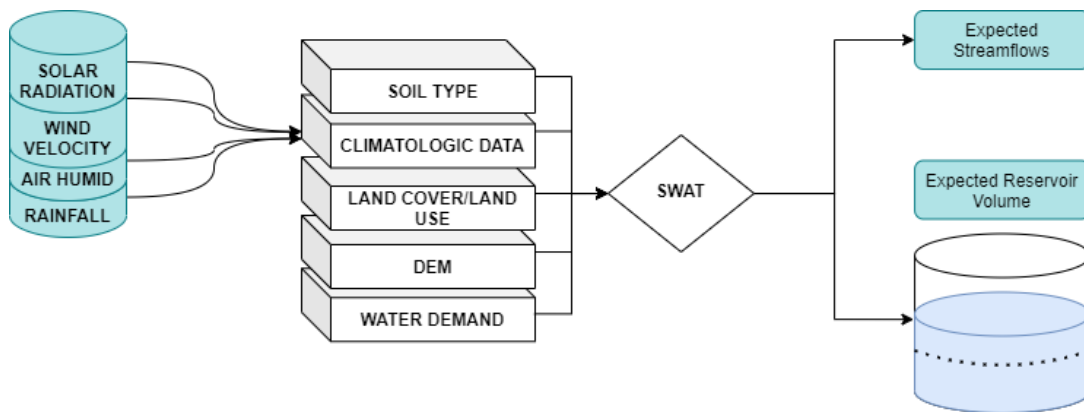 SOLAR
RADIATION
WIND
VELOCITY
AIR HUMID
RAINFALL
SOIL TYPE
CLIMATOLOGIC DATA
LAND COVER/LAND
USE
DEM
WATER DEMAND
SWAT
Expected
Streamflows
Expected Reservoir
Volume